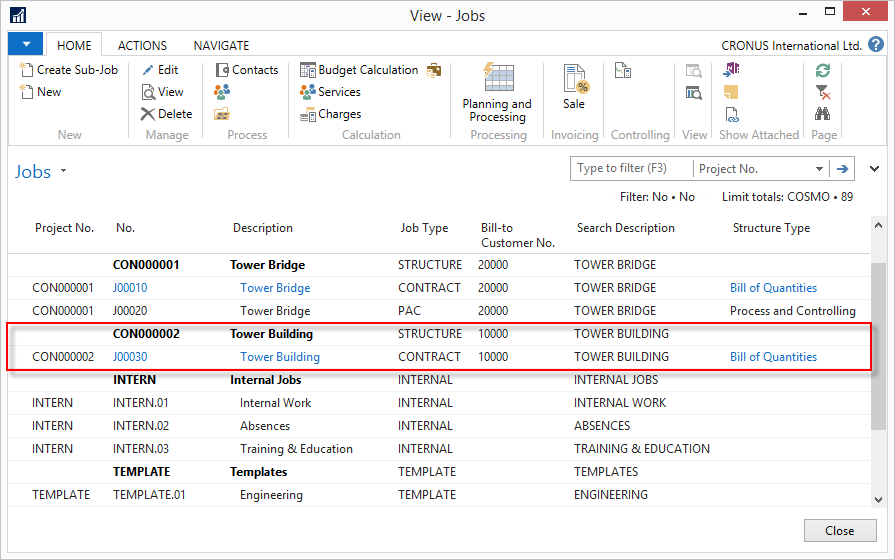 View - Jobs
HOME ACTIONS NAVIGATE CRONUS International Ltd. ?
Create Sub-Job Edit Contacts Budget Calculation
New View Services Planning and Processing Sale
Delete Charges
New Manage Process Calculation Processing Invoicing Controlling View Show Attached Page
Jobs Type to filter (F3) Project No.
Filter: No • No Limit totals: COSMO • 89
Project No. No. Description Job Type Bill-to Customer No. Search Description Structure Type
CON000001 Tower Bridge STRUCTURE 20000 TOWER BRIDGE
CON000001 J00010 Tower Bridge CONTRACT 20000 TOWER BRIDGE Bill of Quantities
CON000001 J00020 Tower Bridge PAC 20000 TOWER BRIDGE Process and Controlling
CON000002 Tower Building STRUCTURE 10000 TOWER BUILDING
CON000002 J00030 Tower Building CONTRACT 10000 TOWER BUILDING Bill of Quantities
INTERN Internal Jobs INTERNAL INTERNAL JOBS
INTERN INTERN.01 Internal Work INTERNAL INTERNAL WORK
INTERN INTERN.02 Absences INTERNAL ABSENCES
INTERN INTERN.03 Training & Education INTERNAL TRAINING & EDUCATION
TEMPLATE Templates TEMPLATE TEMPLATES
TEMPLATE TEMPLATE.01 Engineering TEMPLATE ENGINEERING
Close